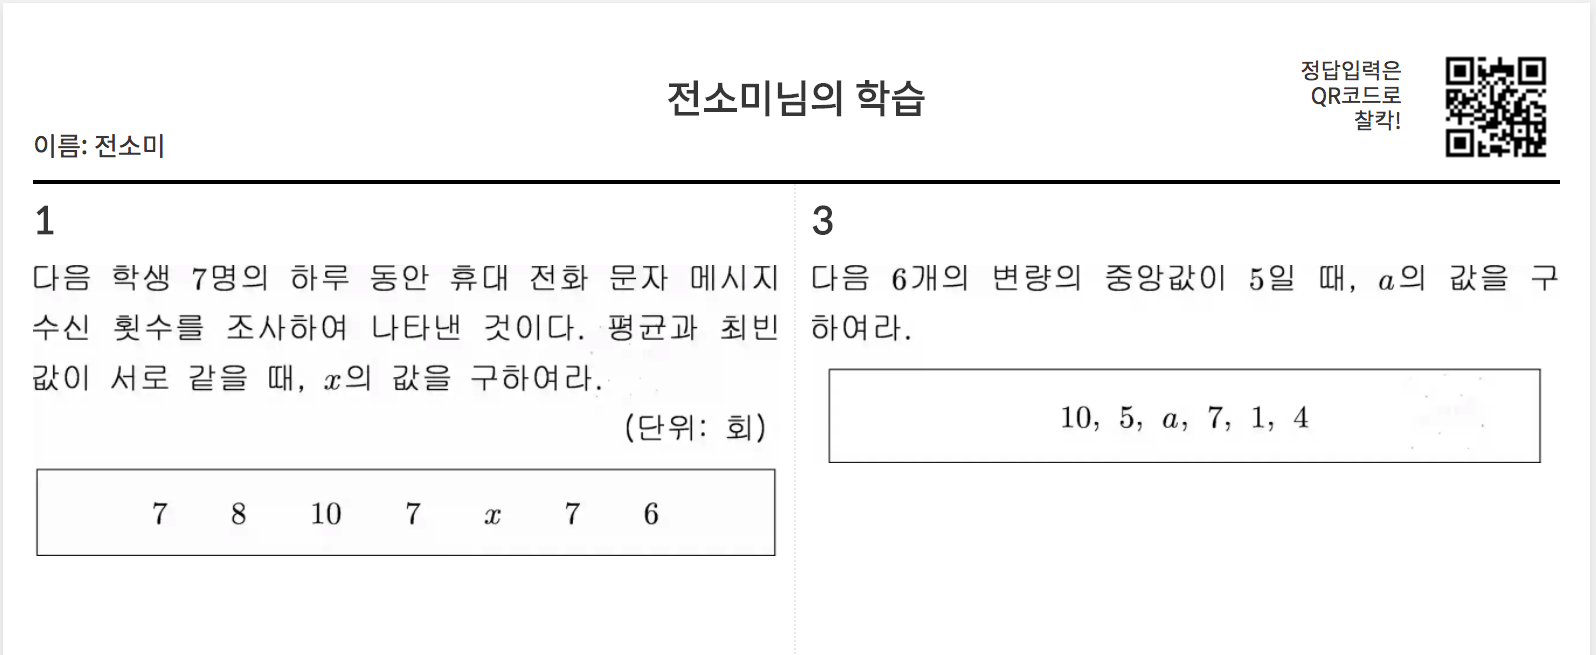 전소미님의 학습
정답입력은
QR코드로
찰칵!
이름: 전소미
1
다음 학생 7명의 하루 동안 휴대 전화 문자 메시지
수신 횟수를 조사하여 나타낸 것이다. 평균과 최빈
값이 서로 같을 때, x의 값을 구하여라.
(단위: 회)
7 8 10 7 x 7 6
3
다음 6개의 변량의 중앙값이 5일 때, a의 값을 구
하여라.
10, 5, a, 7, 1, 4